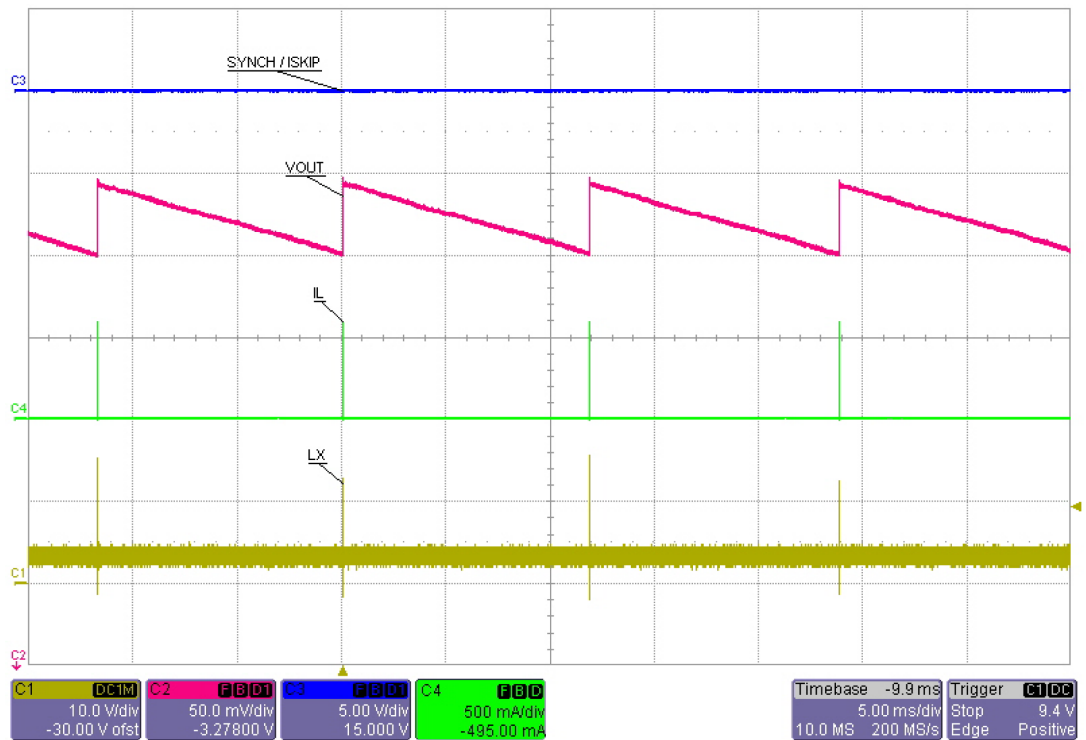 SYNCH / ISKIP
C3
VOUT
IL
C4
LX
C1
C2
C1 DC1M
10.0 V/div
-30.00 V ofst
C2 F B D1
50.0 mV/div
-3.27800 V
C3 F B D1
5.00 V/div
15.000 V
C4 F B D
500 mA/div
-495.00 mA
Timebase -9.9 ms
5.00 ms/div
10.0 MS 200 MS/s
Trigger C1 DC
Stop 9.4 V
Edge Positive